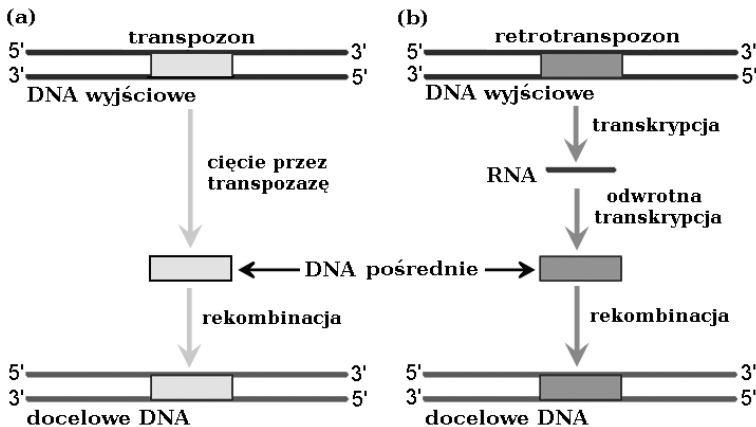 (a)
transpozon
5' 3'
3' 5'
DNA wyjściowe
cięcie przez
transpozazę
rekombinacja
5' 3'
3' 5'
docelowe DNA
DNA pośrednie
(b)
retrotranspozon
5' 3'
3' 5'
DNA wyjściowe
transkrypcja
RNA
odwrotna
transkrypcja
rekombinacja
5' 3'
3' 5'
docelowe DNA